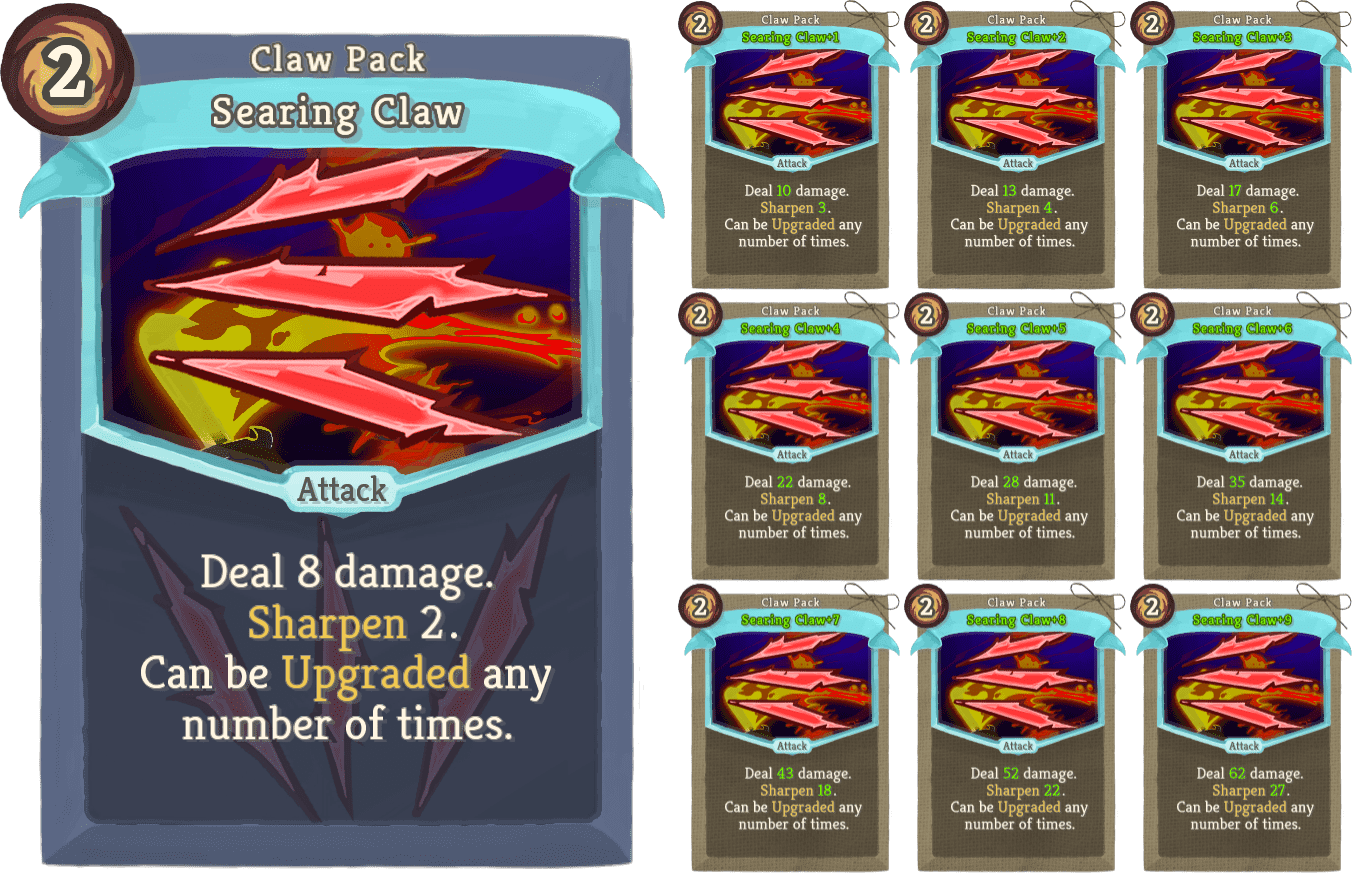 2
Claw Pack
Searing Claw
Attack
Deal 8 damage.
Sharpen 2.
Can be Upgraded any
number of times.
2
Claw Pack
Searing Claw+1
Attack
Deal 10 damage.
Sharpen 3.
Can be Upgraded any
number of times.
2
Claw Pack
Searing Claw+2
Attack
Deal 13 damage.
Sharpen 4.
Can be Upgraded any
number of times.
2
Claw Pack
Searing Claw+3
Attack
Deal 17 damage.
Sharpen 6.
Can be Upgraded any
number of times.
2
Claw Pack
Searing Claw+4
Attack
Deal 22 damage.
Sharpen 8.
Can be Upgraded any
number of times.
2
Claw Pack
Searing Claw+5
Attack
Deal 28 damage.
Sharpen 11.
Can be Upgraded any
number of times.
2
Claw Pack
Searing Claw+6
Attack
Deal 35 damage.
Sharpen 14.
Can be Upgraded any
number of times.
2
Claw Pack
Searing Claw+7
Attack
Deal 43 damage.
Sharpen 18.
Can be Upgraded any
number of times.
2
Claw Pack
Searing Claw+8
Attack
Deal 52 damage.
Sharpen 22.
Can be Upgraded any
number of times.
2
Claw Pack
Searing Claw+9
Attack
Deal 62 damage.
Sharpen 27.
Can be Upgraded any
number of times.